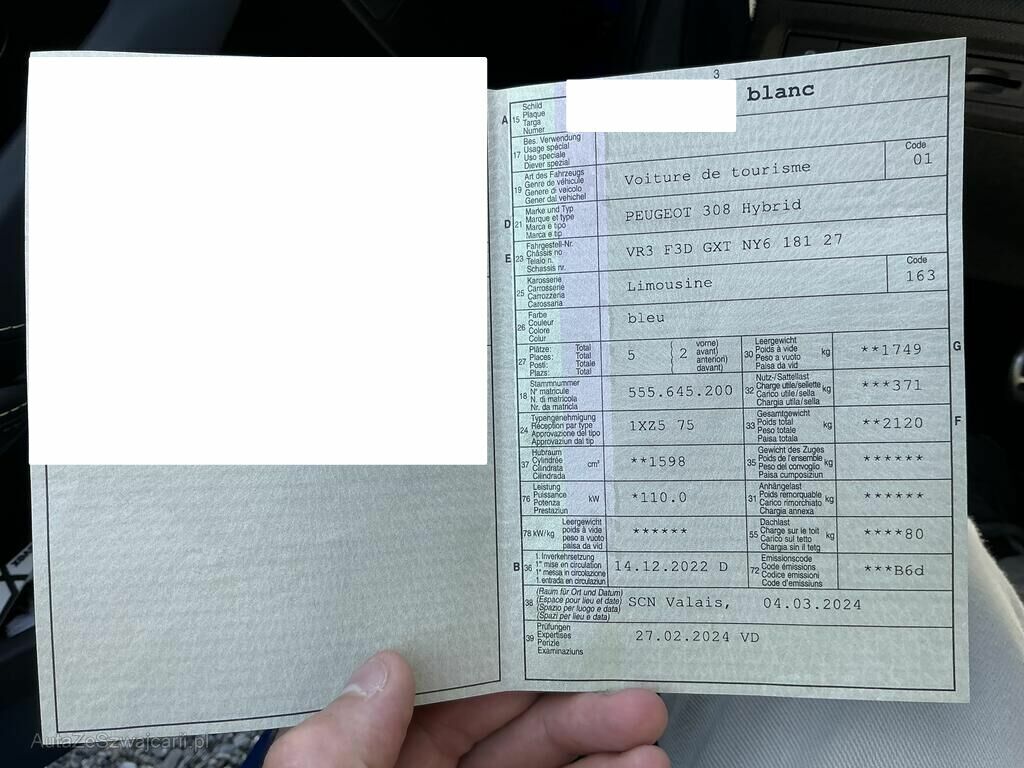 3
A 15 Schild
Plaque
Targa
Numer
blanc
17 Bes. Verwendung
Usage spécial
Uso speciale
Diever spezial
19 Art des Fahrzeugs
Genre de véhicule
Genere di veicolo
Gener dal vehichel
Voiture de tourisme
Code
01
D 21 Marke und Typ
Marque et type
Marca e tipo
Marca e tip
PEUGEOT 308 Hybrid
E 23 Fahrgestell-Nr.
Châssis no
Telaio n.
Schassis nr.
VR3 F3D GXT NY6 181 27
25 Karosserie
Carrosserie
Carrozzeria
Carossaria
Limousine
Code
163
26 Farbe
Couleur
Colore
Colur
bleu
27 Plätze: Total
Places: Total
Posti: Totale
Plazs: Total
5 ( 2 vorne)
avant)
anteriori)
davant)
30 Leergewicht
Poids à vide
Peso a vuoto
Paisa da vid
kg
**1749
G
18 Stammnummer
N° matricule
N. di matricola
Nr. da matricla
555.645.200
32 Nutz-/Sattellast
Charge utile/sellette
Carico utile/sella
Chargia utila/sella
kg
***371
24 Typengenehmigung
Réception par type
Approvazione del tipo
Approvaziun dal tip
1XZ5 75
33 Gesamtgewicht
Poids total
Peso totale
Paisa totala
kg
**2120
F
37 Hubraum
Cylindrée
Cilindrata
Cilindrada
cm³
**1598
35 Gewicht des Zuges
Poids de l'ensemble
Peso del convoglio
Paisa cumposiziun
kg
******
76 Leistung
Puissance
Potenza
Prestaziun
kW
*110.0
31 Anhängelast
Poids remorquable
Carico rimorchiato
Chargia annexa
kg
******
78 kW/kg Leergewicht
poids à vide
peso a vuoto
paisa da vid
******
55 Dachlast
Charge sur le toit
Carico sul tetto
Chargia sin il tetg
kg
****80
B 36 1. Inverkehrsetzung
1re mise en circulation
1a messa in circolazione
1. entrada en circulaziun
14.12.2022 D
72 Emissionscode
Code émissions
Codice emissioni
Code d'emissiuns
***B6d
38 (Raum für Ort und Datum)
(Espace pour lieu et date)
(Spazio per luogo e data)
(Spazi per lieu e data)
SCN Valais, 04.03.2024
39 Prüfungen
Expertises
Perizie
Examinaziuns
27.02.2024 VD
AutaZeSzwajcarii.pl